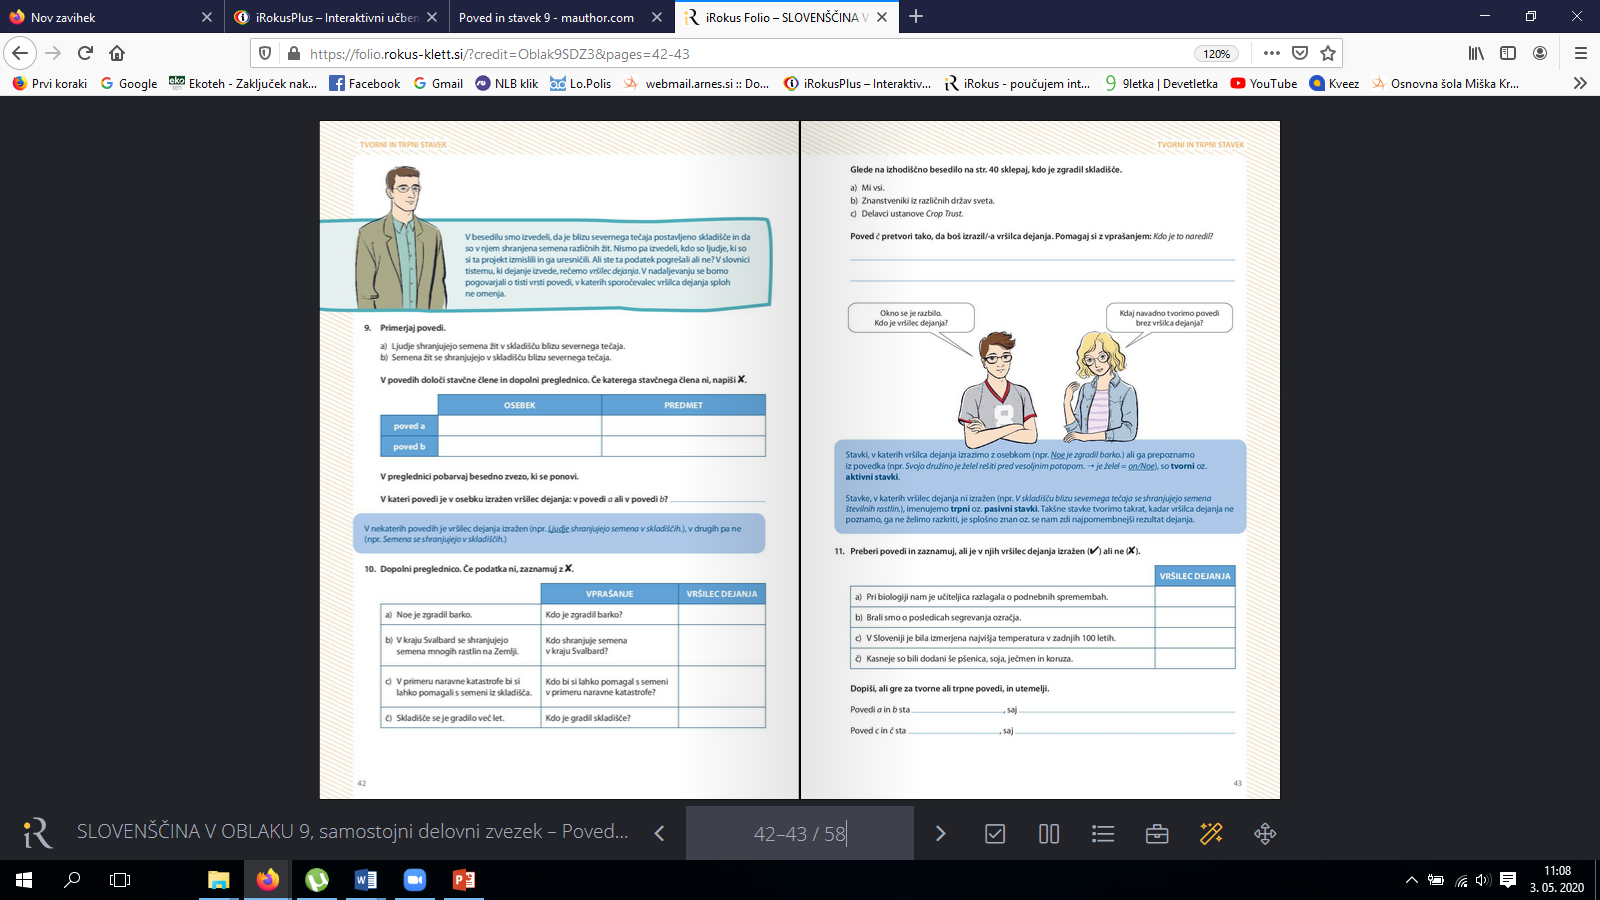 Nov zavihek
iRokusPlus – Interaktivni učben
Poved in stavek 9 - mauthor.com
iRokus Folio – SLOVENŠČINA V
https://folio.rokus-klett.si/?credit=Oblak9SDZ3&pages=42-43
120%
Prvi koraki
Google
Ekoteh - Zaključek nak...
Facebook
Gmail
NLB klik
Lo.Polis
webmail.arnes.si :: Do...
iRokusPlus – Interaktiv...
iRokus - poučujem int...
9letka | Devetletka
YouTube
Kveez
Osnovna šola Miška Kr...
TVORNI IN TRPNI STAVEK
V besedilu smo izvedeli, da je blizu severnega tečaja postavljeno skladišče in da
so v njem shranjena semena različnih žit. Nismo pa izvedeli, kdo so ljudje, ki so
si ta projekt izmislili in ga uresničili. Ali ste ta podatek pogrešali ali ne? V slovnici
tistemu, ki dejanje izvede, rečemo vršilec dejanja. V nadaljevanju se bomo
pogovarjali o tisti vrsti povedi, v katerih sporočevalec vršilca dejanja sploh
ne omenja.
9. Primerjaj povedi.
a) Ljudje shranjujejo semena žit v skladišču blizu severnega tečaja.
b) Semena žit se shranjujejo v skladišču blizu severnega tečaja.
V povedih določi stavčne člene in dopolni preglednico. Če katerega stavčnega člena ni, napiši ✘.
OSEBEK PREDMET
poved a
poved b
V preglednici pobarvaj besedno zvezo, ki se ponovi.
V kateri povedi je v osebku izražen vršilec dejanja: v povedi a ali v povedi b?
V nekaterih povedih je vršilec dejanja izražen (npr. Ljudje shranjujejo semena v skladiščih.), v drugih pa ne
(npr. Semena se shranjujejo v skladiščih.)
10. Dopolni preglednico. Če podatka ni, zaznamuj z ✘.
VPRAŠANJE VRŠILEC DEJANJA
a) Noe je zgradil barko. Kdo je zgradil barko?
b) V kraju Svalbard se shranjujejo Kdo shranjuje semena
semena mnogih rastlin na Zemlji. v kraju Svalbard?
c) V primeru naravne katastrofe bi si Kdo bi si lahko pomagal s semeni
lahko pomagali s semeni iz skladišča. v primeru naravne katastrofe?
č) Skladišče se je gradilo več let. Kdo je gradil skladišče?
42
TVORNI IN TRPNI STAVEK
Glede na izhodiščno besedilo na str. 40 sklepaj, kdo je zgradil skladišče.
a) Mi vsi.
b) Znanstveniki iz različnih držav sveta.
c) Delavci ustanove Crop Trust.
Poved č pretvori tako, da boš izrazil/-a vršilca dejanja. Pomagaj si z vprašanjem: Kdo je to naredil?
Okno se je razbilo.
Kdo je vršilec dejanja?
Kdaj navadno tvorimo povedi
brez vršilca dejanja?
8
Stavki, v katerih vršilca dejanja izrazimo z osebkom (npr. Noe je zgradil barko.) ali ga prepoznamo
iz povedka (npr. Svojo družino je želel rešiti pred vesoljnim potopom. → je želel = on/Noe), so tvorni oz.
aktivni stavki.
Stavke, v katerih vršilec dejanja ni izražen (npr. V skladišču blizu severnega tečaja se shranjujejo semena
številnih rastlin.), imenujemo trpni oz. pasivni stavki. Takšne stavke tvorimo takrat, kadar vršilca dejanja ne
poznamo, ga ne želimo razkriti, je splošno znan oz. se nam zdi najpomembnejši rezultat dejanja.
11. Preberi povedi in zaznamuj, ali je v njih vršilec dejanja izražen (✔) ali ne (✘).
VRŠILEC DEJANJA
a) Pri biologiji nam je učiteljica razlagala o podnebnih spremembah.
b) Brali smo o posledicah segrevanja ozračja.
c) V Sloveniji je bila izmerjena najvišja temperatura v zadnjih 100 letih.
č) Kasneje so bili dodani še pšenica, soja, ječmen in koruza.
Dopiši, ali gre za tvorne ali trpne povedi, in utemelji.
Povedi a in b sta , saj
Poved c in č sta , saj
43
SLOVENŠČINA V OBLAKU 9, samostojni delovni zvezek – Poved...
42–43 / 58
11:08
3. 05. 2020